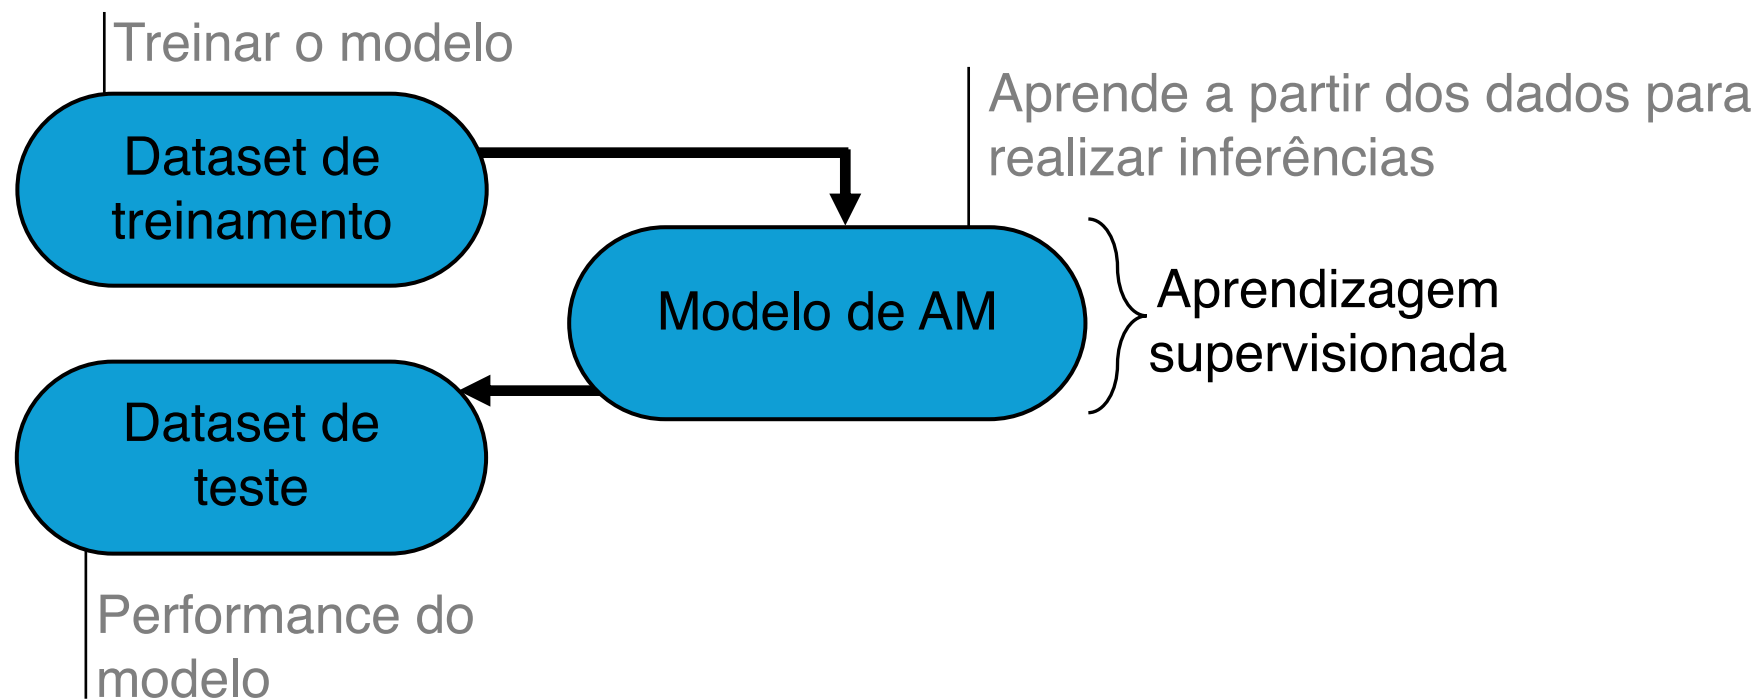 Treinar o modelo
Dataset de
treinamento
Aprende a partir dos dados para
realizar inferências
Modelo de AM
Aprendizagem
supervisionada
Dataset de
teste
Performance do
modelo